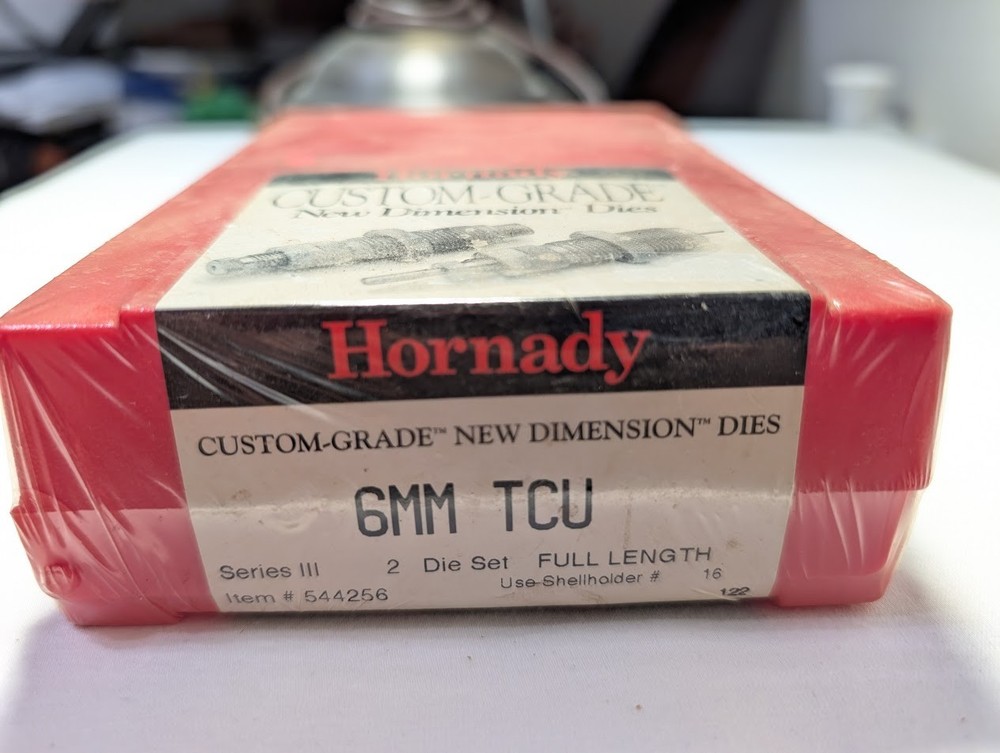 CUSTOM-GRADE
New Dimension™ Dies
Hornady
CUSTOM-GRADE™ NEW DIMENSION™ DIES
6MM TCU
Series III 2 Die Set FULL LENGTH
Use Shellholder # 16
Item # 544256
122